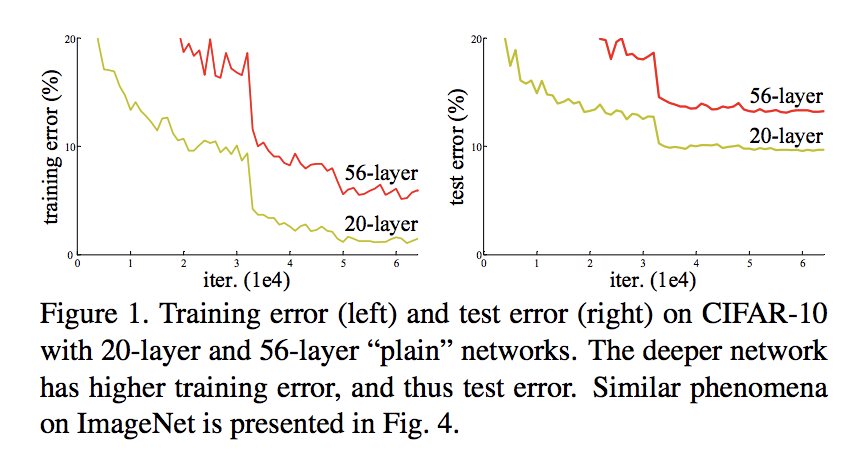 20
10
0
training error (%)
56-layer
20-layer
0 1 2 3 4 5 6
iter. (1e4)
20
10
0
test error (%)
56-layer
20-layer
0 1 2 3 4 5 6
iter. (1e4)
Figure 1. Training error (left) and test error (right) on CIFAR-10
with 20-layer and 56-layer “plain” networks. The deeper network
has higher training error, and thus test error. Similar phenomena
on ImageNet is presented in Fig. 4.